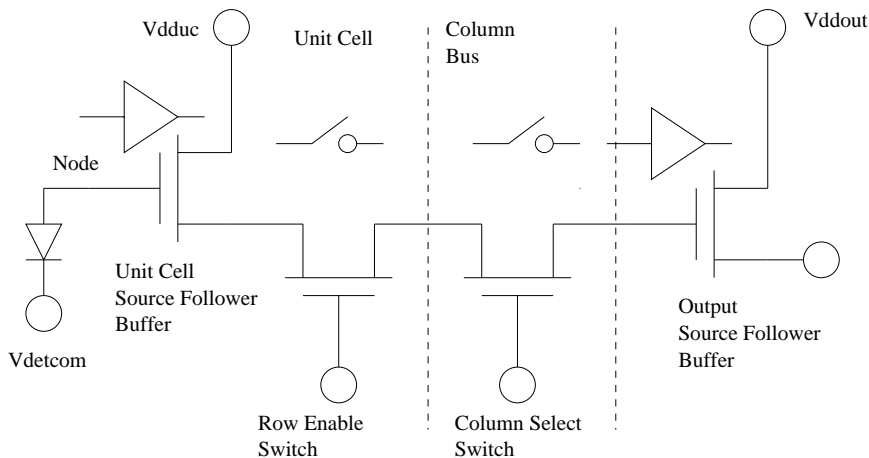 Vdduc
Unit Cell
Column
Bus
Vddout
Node
Unit Cell
Source Follower
Buffer
Vdetcom
Row Enable
Switch
Column Select
Switch
Output
Source Follower
Buffer